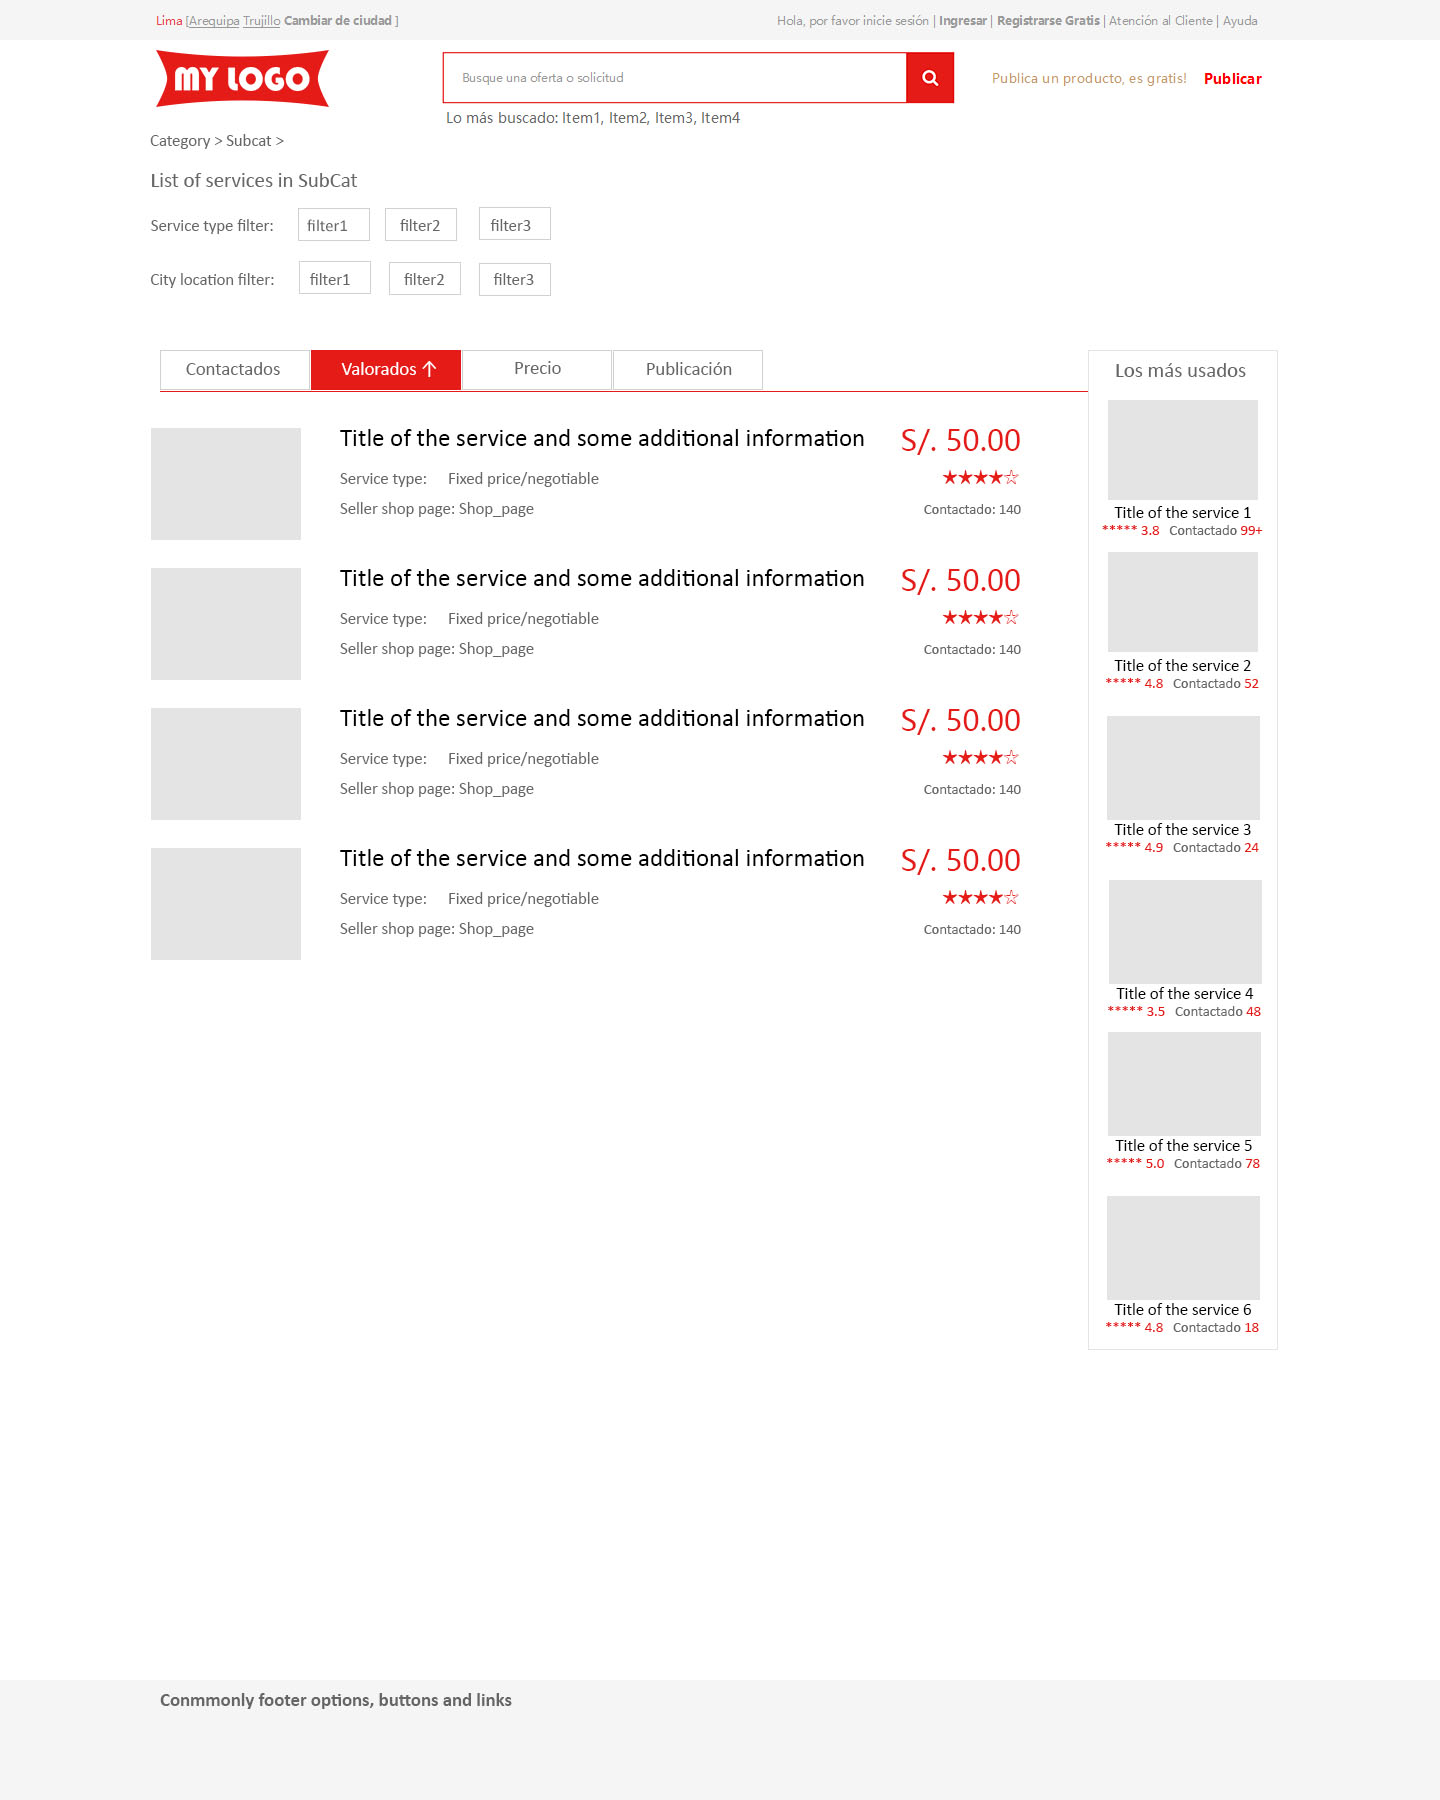 Lima [Arequipa Trujillo Cambiar de ciudad ]
Hola, por favor inicie sesión | Ingresar | Registrarse Gratis | Atención al Cliente | Ayuda
MY LOGO
Busque una oferta o solicitud
Publica un producto, es gratis! Publicar
Lo más buscado: Item1, Item2, Item3, Item4
Category > Subcat >
List of services in SubCat
Service type filter: filter1 filter2 filter3
City location filter: filter1 filter2 filter3
Contactados Valorados ↑ Precio Publicación
Title of the service and some additional information S/. 50.00
Service type: Fixed price/negotiable ★★★★☆
Seller shop page: Shop_page Contactado: 140
Title of the service and some additional information S/. 50.00
Service type: Fixed price/negotiable ★★★★☆
Seller shop page: Shop_page Contactado: 140
Title of the service and some additional information S/. 50.00
Service type: Fixed price/negotiable ★★★★☆
Seller shop page: Shop_page Contactado: 140
Title of the service and some additional information S/. 50.00
Service type: Fixed price/negotiable ★★★★☆
Seller shop page: Shop_page Contactado: 140
Los más usados
Title of the service 1
***** 3.8 Contactado 99+
Title of the service 2
***** 4.8 Contactado 52
Title of the service 3
***** 4.9 Contactado 24
Title of the service 4
***** 3.5 Contactado 48
Title of the service 5
***** 5.0 Contactado 78
Title of the service 6
***** 4.8 Contactado 18
Conmmonly footer options, buttons and links